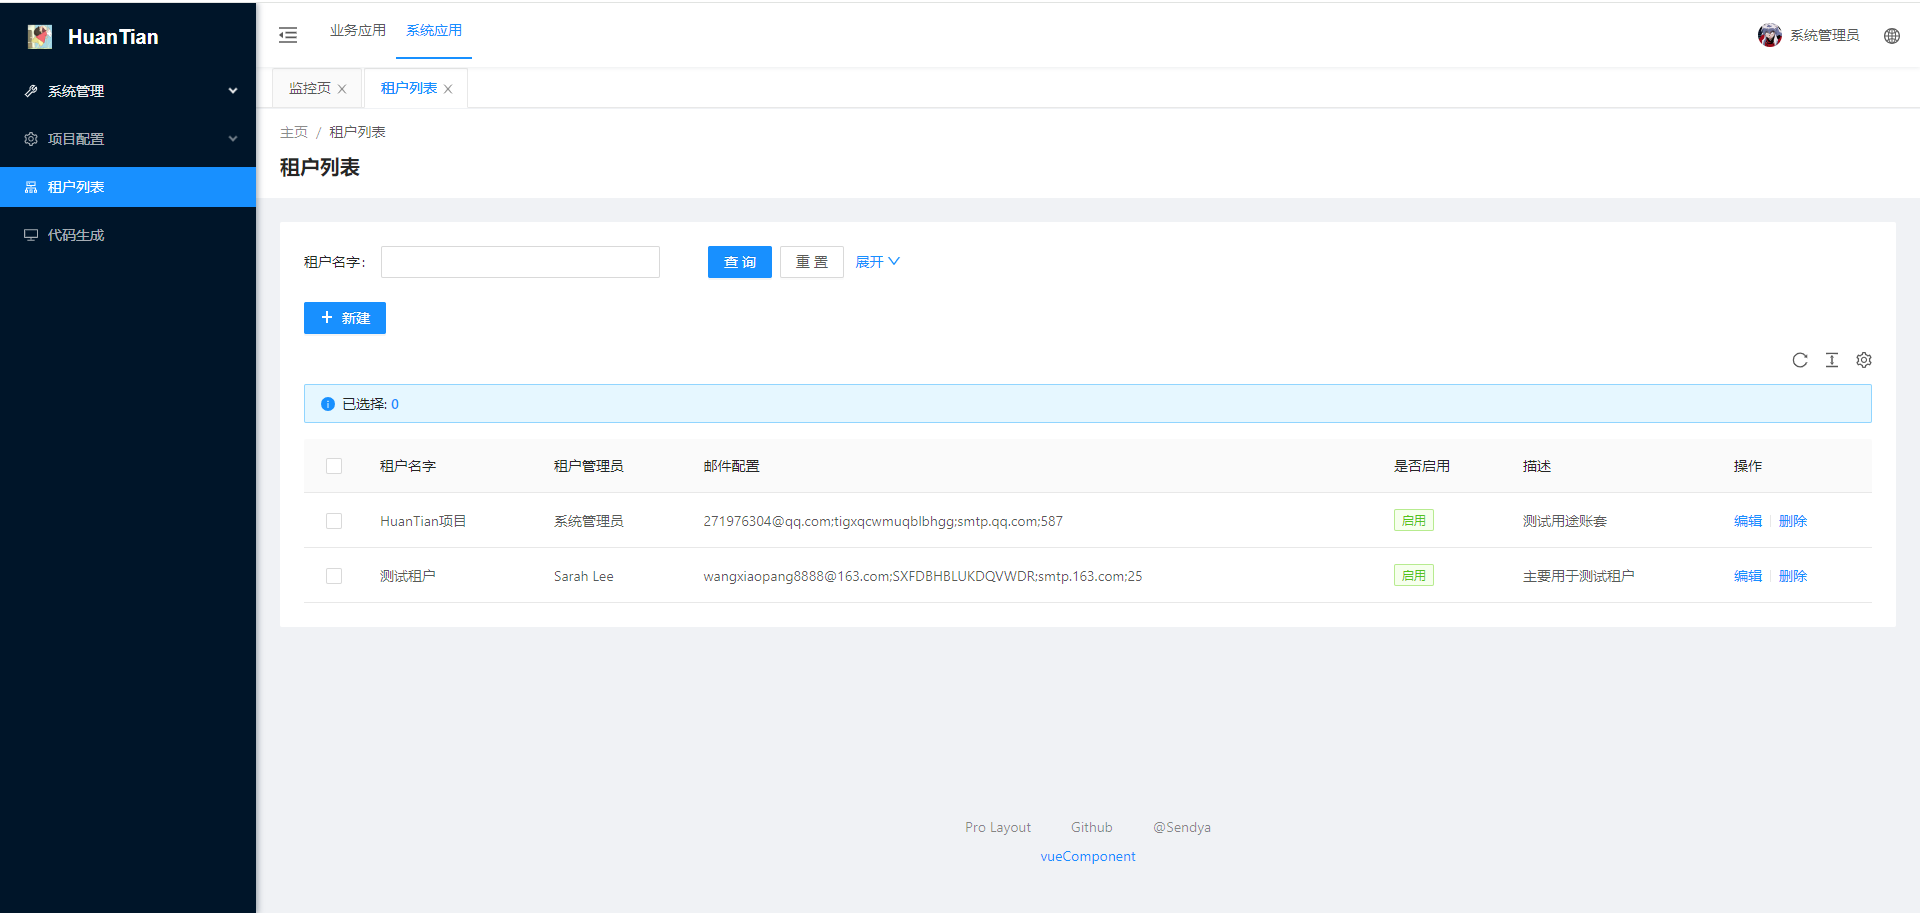 HuanTian
系统管理
项目配置
租户列表
代码生成
业务应用 系统应用
系统管理员
监控页 租户列表
主页 / 租户列表
租户列表
租户名字: 查 询 重 置 展开
新建
已选择: 0
租户名字 租户管理员 邮件配置 是否启用 描述 操作
HuanTian项目 系统管理员 271976304@qq.com;tigxqcwmuqblbhgg;smtp.qq.com;587 启用 测试用途账套 编辑 删除
测试租户 Sarah Lee wangxiaopang8888@163.com;SXFDBHBLUKDQVWDR;smtp.163.com;25 启用 主要用于测试租户 编辑 删除
Pro Layout Github @Sendya
vueComponent